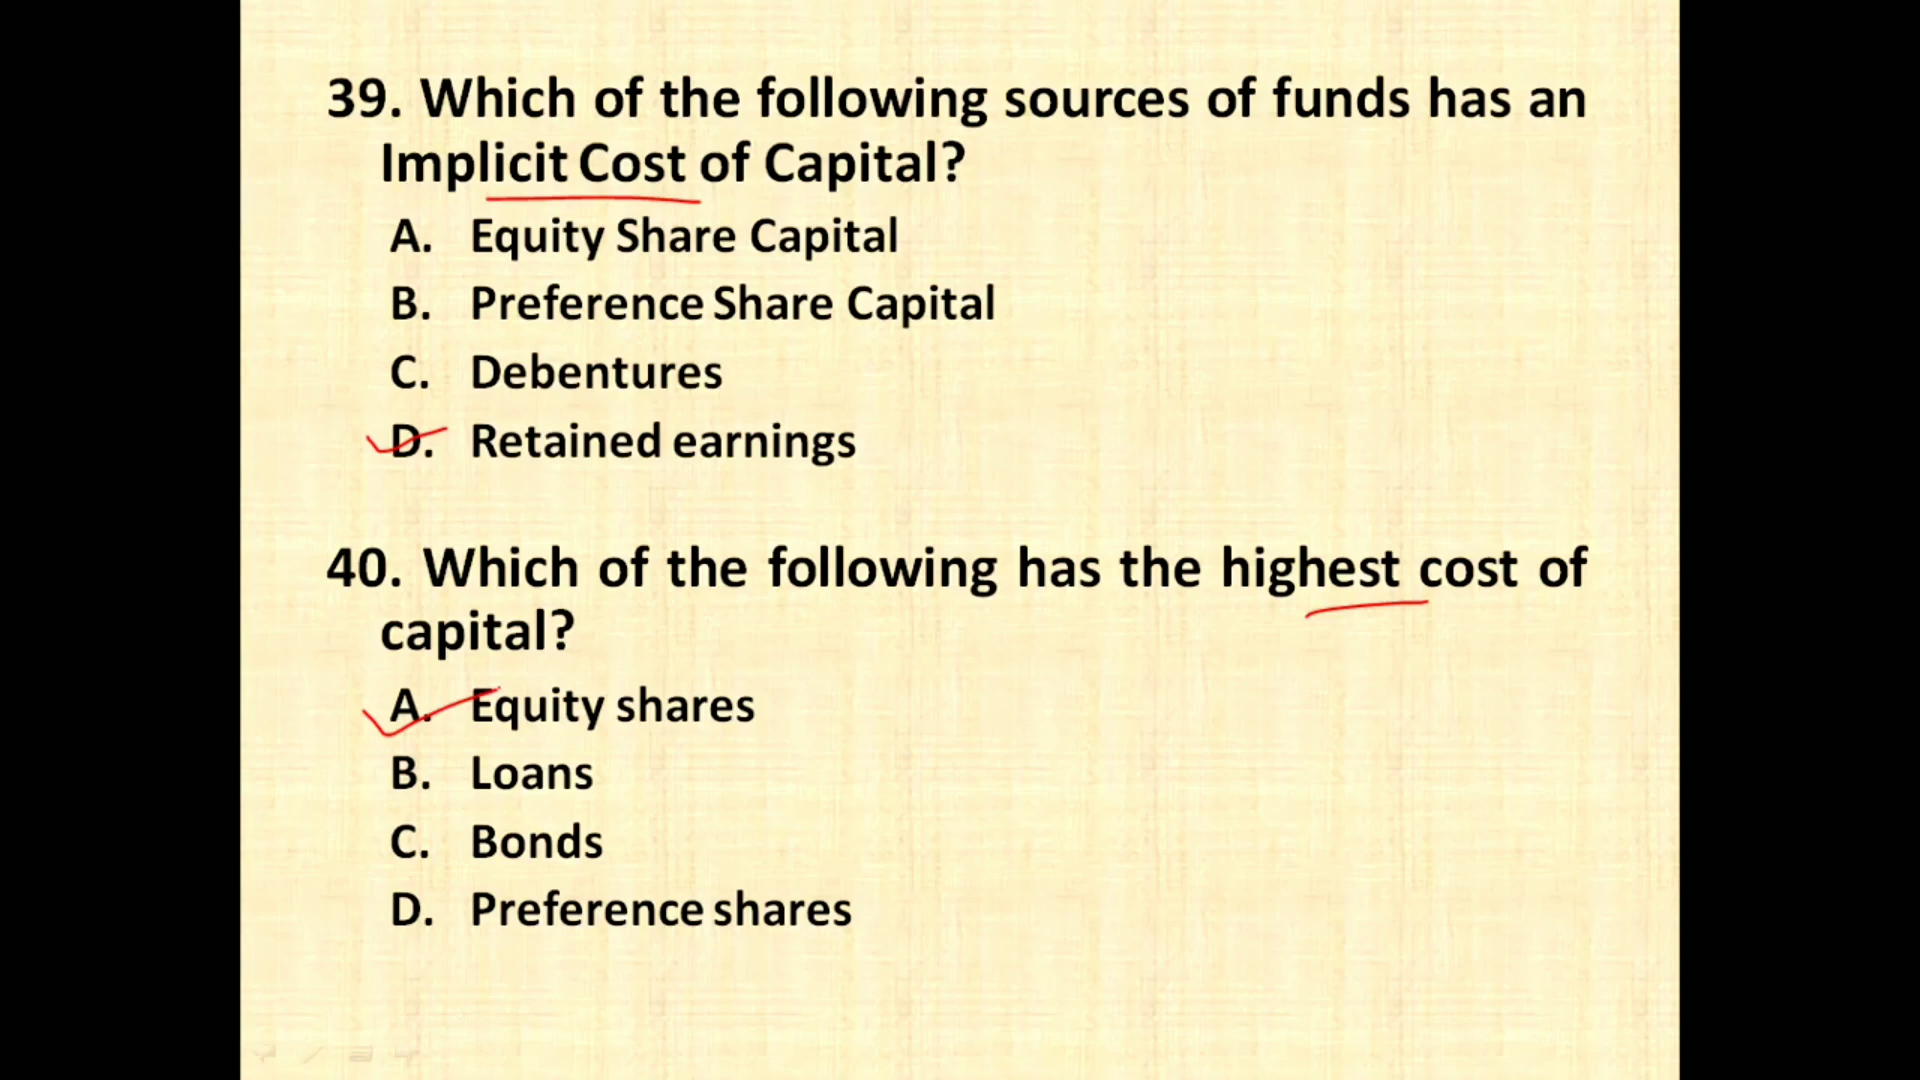 39. Which of the following sources of funds has an
Implicit Cost of Capital?
A. Equity Share Capital
B. Preference Share Capital
C. Debentures
D. Retained earnings
40. Which of the following has the highest cost of
capital?
A. Equity shares
B. Loans
C. Bonds
D. Preference shares